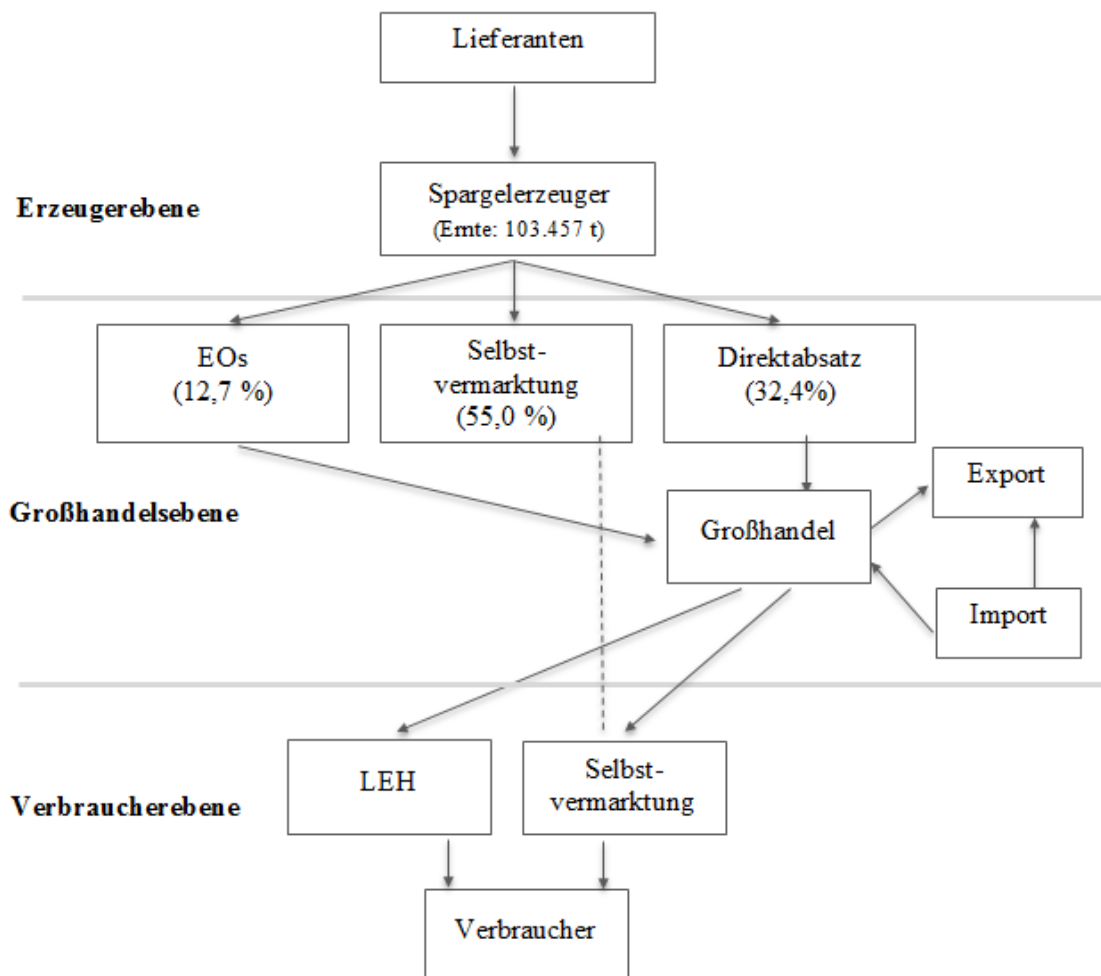 Lieferanten
Erzeugerebene
Spargelerzeuger
(Ernte: 103.457 t)
EOs
(12,7 %)
Selbst-
vermarktung
(55,0 %)
Direktabsatz
(32,4%)
Großhandelsebene
Großhandel
Export
Import
Verbraucherebene
LEH
Selbst-
vermarktung
Verbraucher